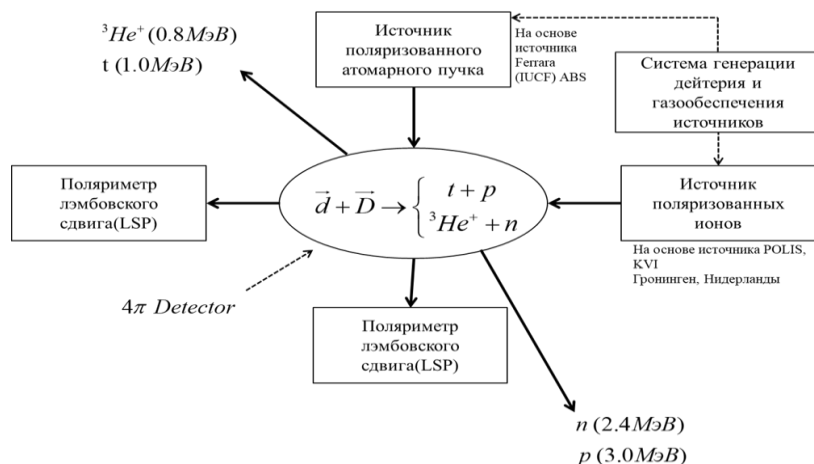 ³He⁺ (0.8МэВ)
t (1.0МэВ)
Источник
поляризованного
атомарного пучка
На основе
источника
Ferrara
(IUCF) ABS
Система генерации
дейтерия и
газообеспечения
источников
Поляриметр
лэмбовского
сдвига(LSP)
d⃗ + D⃗ → { t + p
³He⁺ + n
Источник
поляризованных
ионов
На основе источника POLIS,
KVI
Гронинген, Нидерланды
4π Detector
Поляриметр
лэмбовского
сдвига(LSP)
n (2.4МэВ)
p (3.0МэВ)